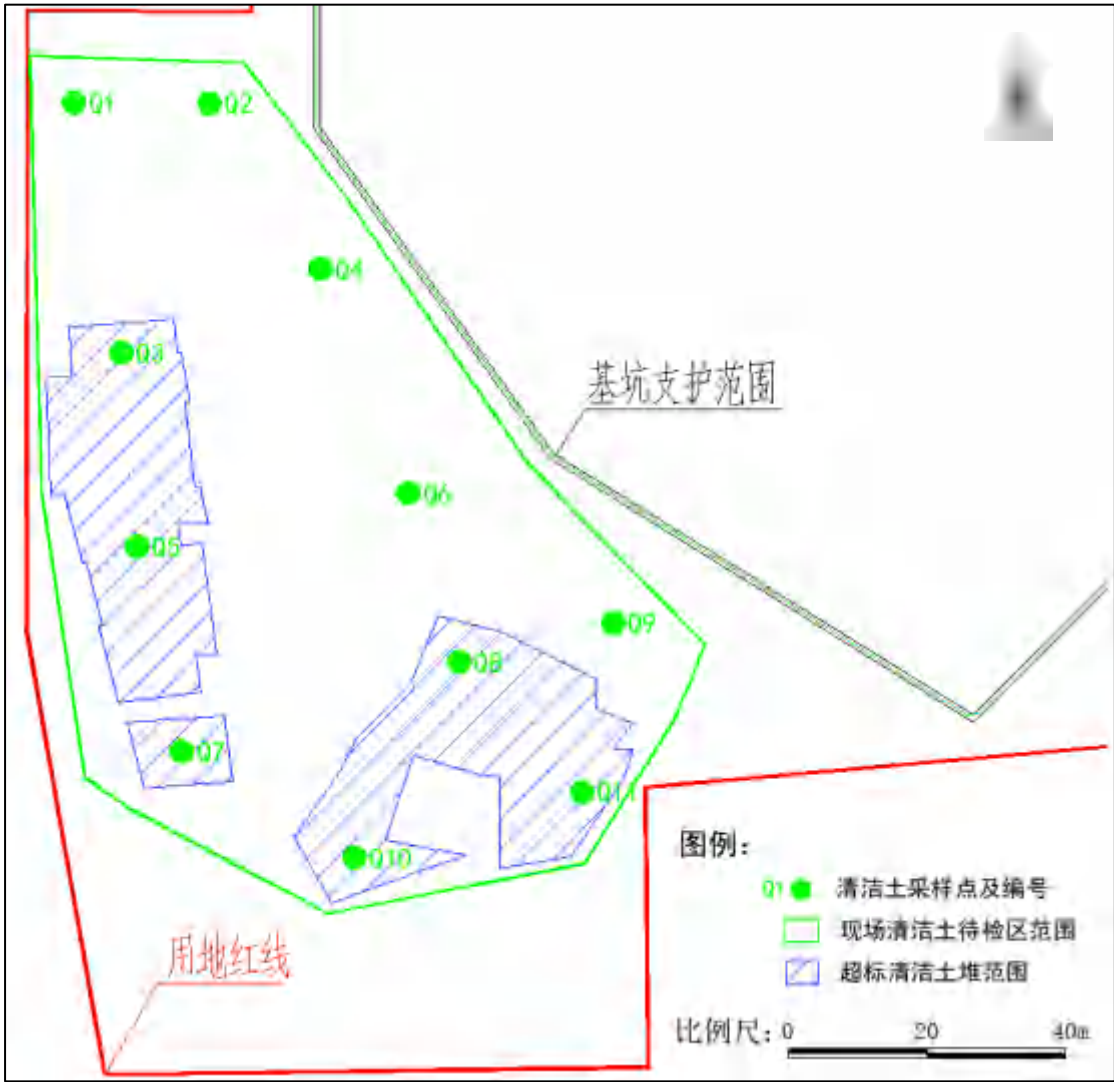 Q1
Q2
Q4
Q3
基坑支护范围
Q6
Q5
Q9
Q8
Q7
Q11
Q10
图例：
Q1 清洁土采样点及编号
现场清洁土待检区范围
超标清洁土堆范围
用地红线
比例尺： 0 20 40m